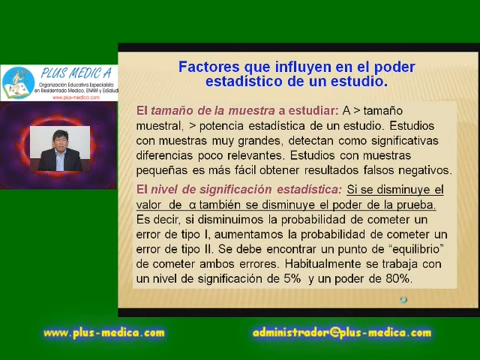 PLUS MEDIC A
Organización Educativa Especialista
en Residentado Médico, ENAM y EsSalud
www.plus-medica.com
Factores que influyen en el poder
estadístico de un estudio.
El tamaño de la muestra a estudiar: A > tamaño
muestral, > potencia estadística de un estudio. Estudios
con muestras muy grandes, detectan como significativas
diferencias poco relevantes. Estudios con muestras
pequeñas es más fácil obtener resultados falsos negativos.
El nivel de significación estadística: Si se disminuye el
valor de α también se disminuye el poder de la prueba.
Es decir, si disminuimos la probabilidad de cometer un
error de tipo I, aumentamos la probabilidad de cometer un
error de tipo II. Se debe encontrar un punto de “equilibrio”
de cometer ambos errores. Habitualmente se trabaja con
un nivel de significación de 5% y un poder de 80%.
www.plus-medica.com
administrador@plus-medica.com